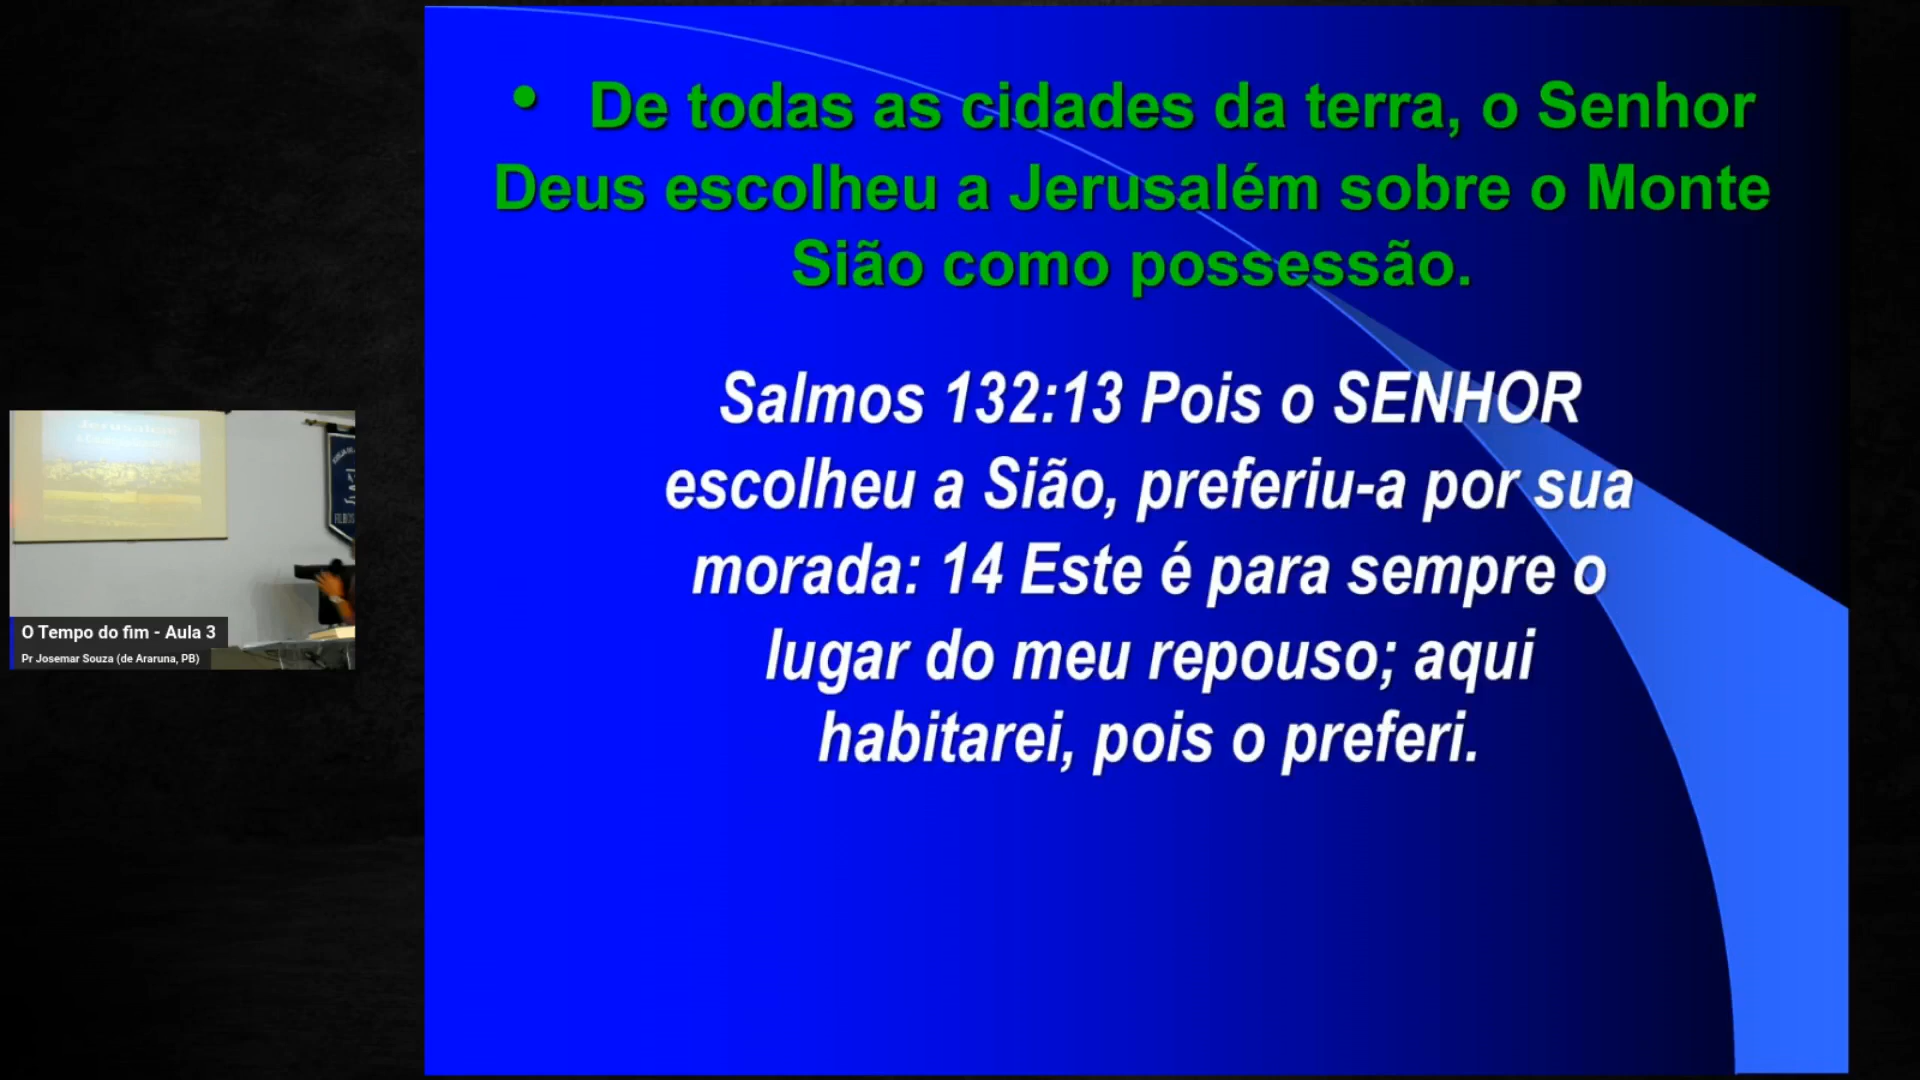 • De todas as cidades da terra, o Senhor
Deus escolheu a Jerusalém sobre o Monte
Sião como possessão.
Salmos 132:13 Pois o SENHOR
escolheu a Sião, preferiu-a por sua
morada: 14 Este é para sempre o
lugar do meu repouso; aqui
habitarei, pois o preferi.
O Tempo do fim - Aula 3
Pr Josemar Souza (de Araruna, PB)